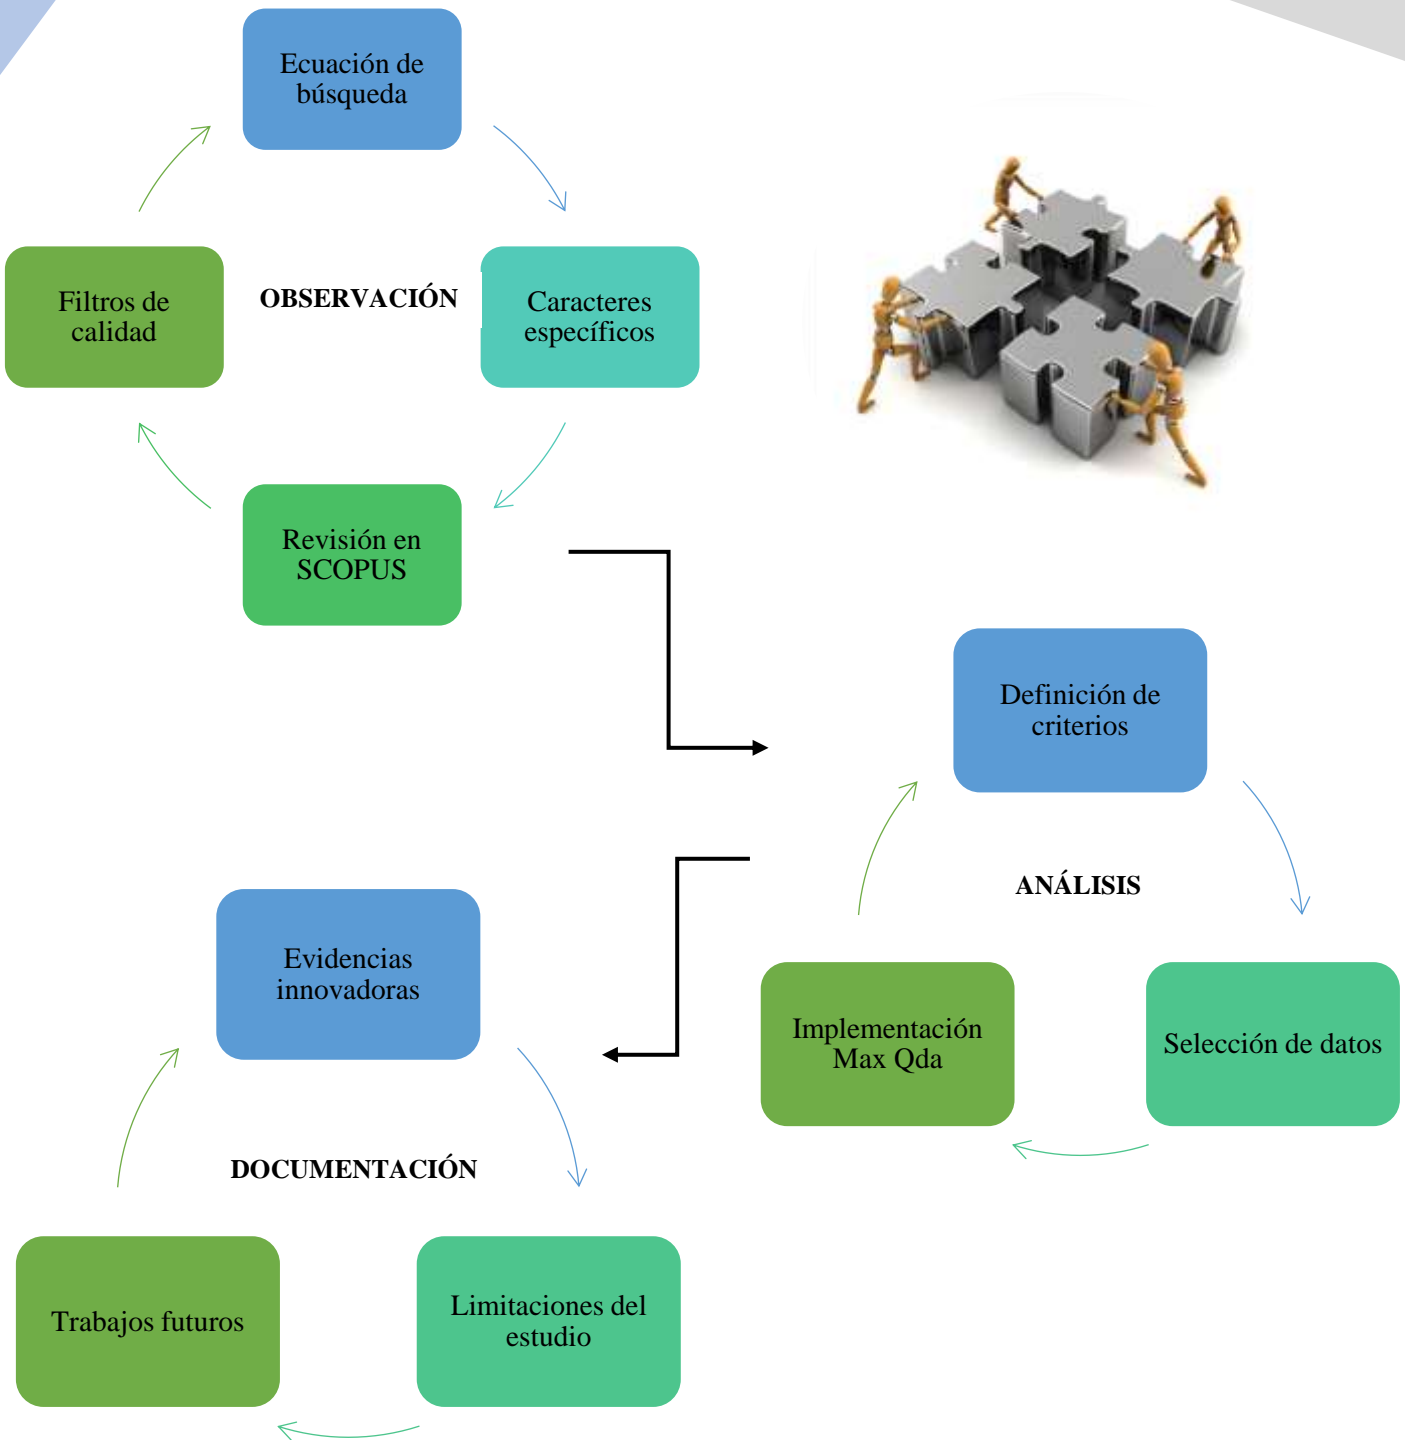 Ecuación de
búsqueda
Filtros de
calidad
OBSERVACIÓN
Caracteres
específicos
Revisión en
SCOPUS
Definición de
criterios
ANÁLISIS
Implementación
Max Qda
Selección de datos
Evidencias
innovadoras
DOCUMENTACIÓN
Trabajos futuros
Limitaciones del
estudio